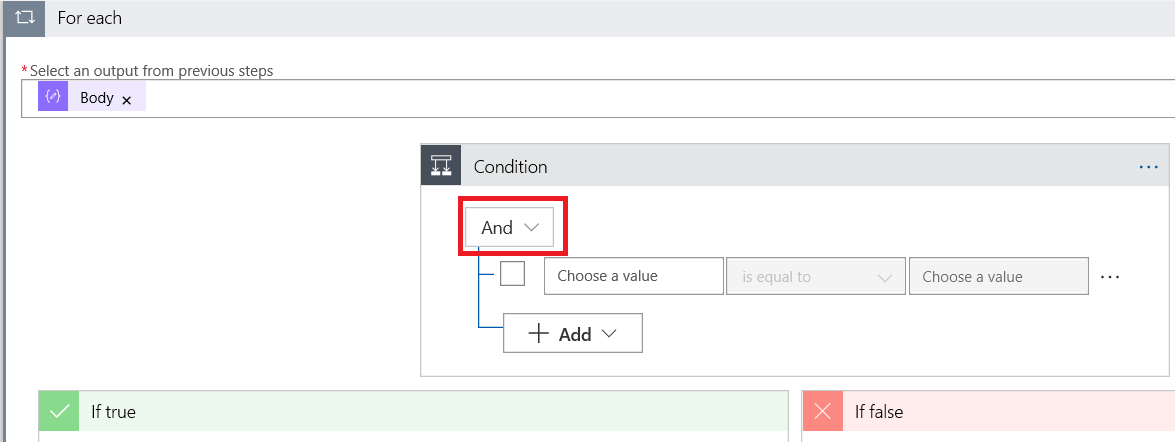 For each
*Select an output from previous steps
Body ×
Condition ...
And
Choose a value is equal to Choose a value ...
+ Add
If true If false